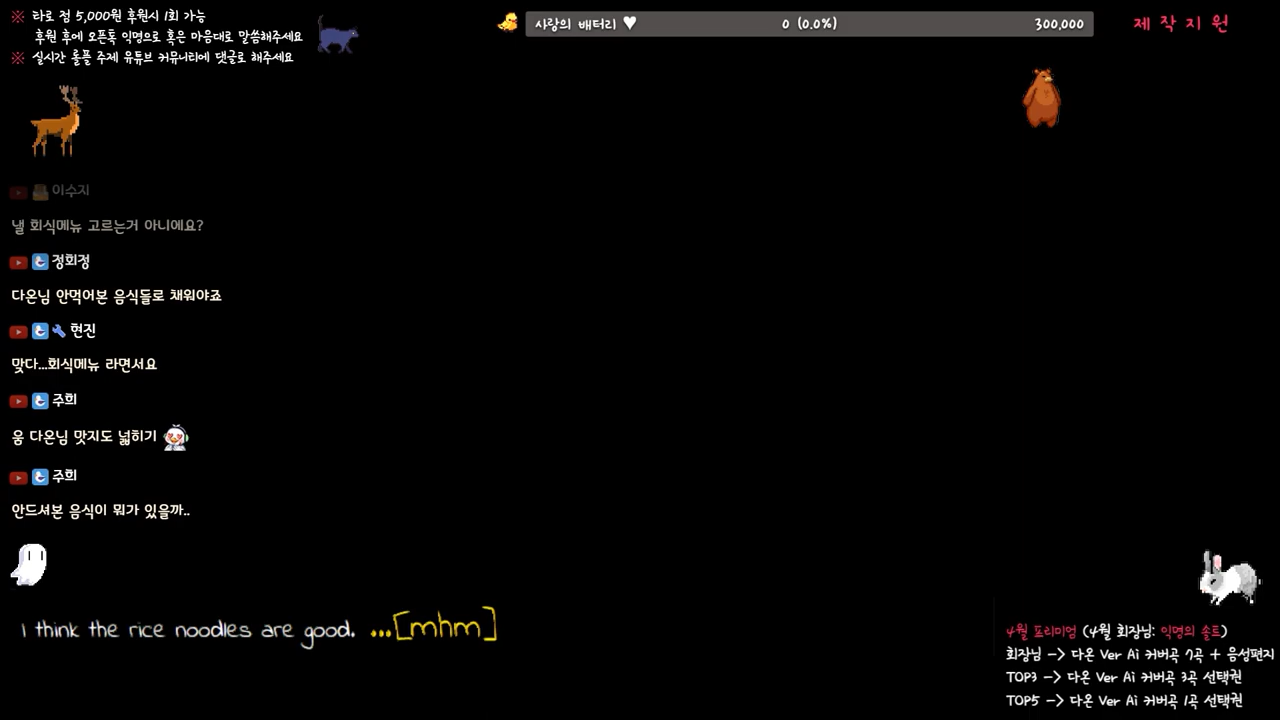 ※ 타로 점 5,000원 후원시 1회 가능
후원 후에 오픈톡 익명으로 혹은 마음대로 말씀해주세요
※ 실시간 롤플 주제 유튜브 커뮤니티에 댓글로 해주세요
사랑의 배터리 ♥ 0 (0.0%) 300,000
제작지원
이수지
낼 회식메뉴 고르는거 아니에요?
정회정
다온님 안먹어본 음식들로 채워야죠
현진
맞다...회식메뉴 라면서요
주희
움 다온님 맛지도 넓히기
주희
안드셔본 음식이 뭐가 있을까..
I think the rice noodles are good. ...[mhm]
4월 프리미엄 (4월 회장님: 익명의 솔트)
회장님 -> 다온 Ver Ai 커버곡 7곡 + 음성편지
TOP3 -> 다온 Ver Ai 커버곡 3곡 선택권
TOP5 -> 다온 Ver Ai 커버곡 1곡 선택권